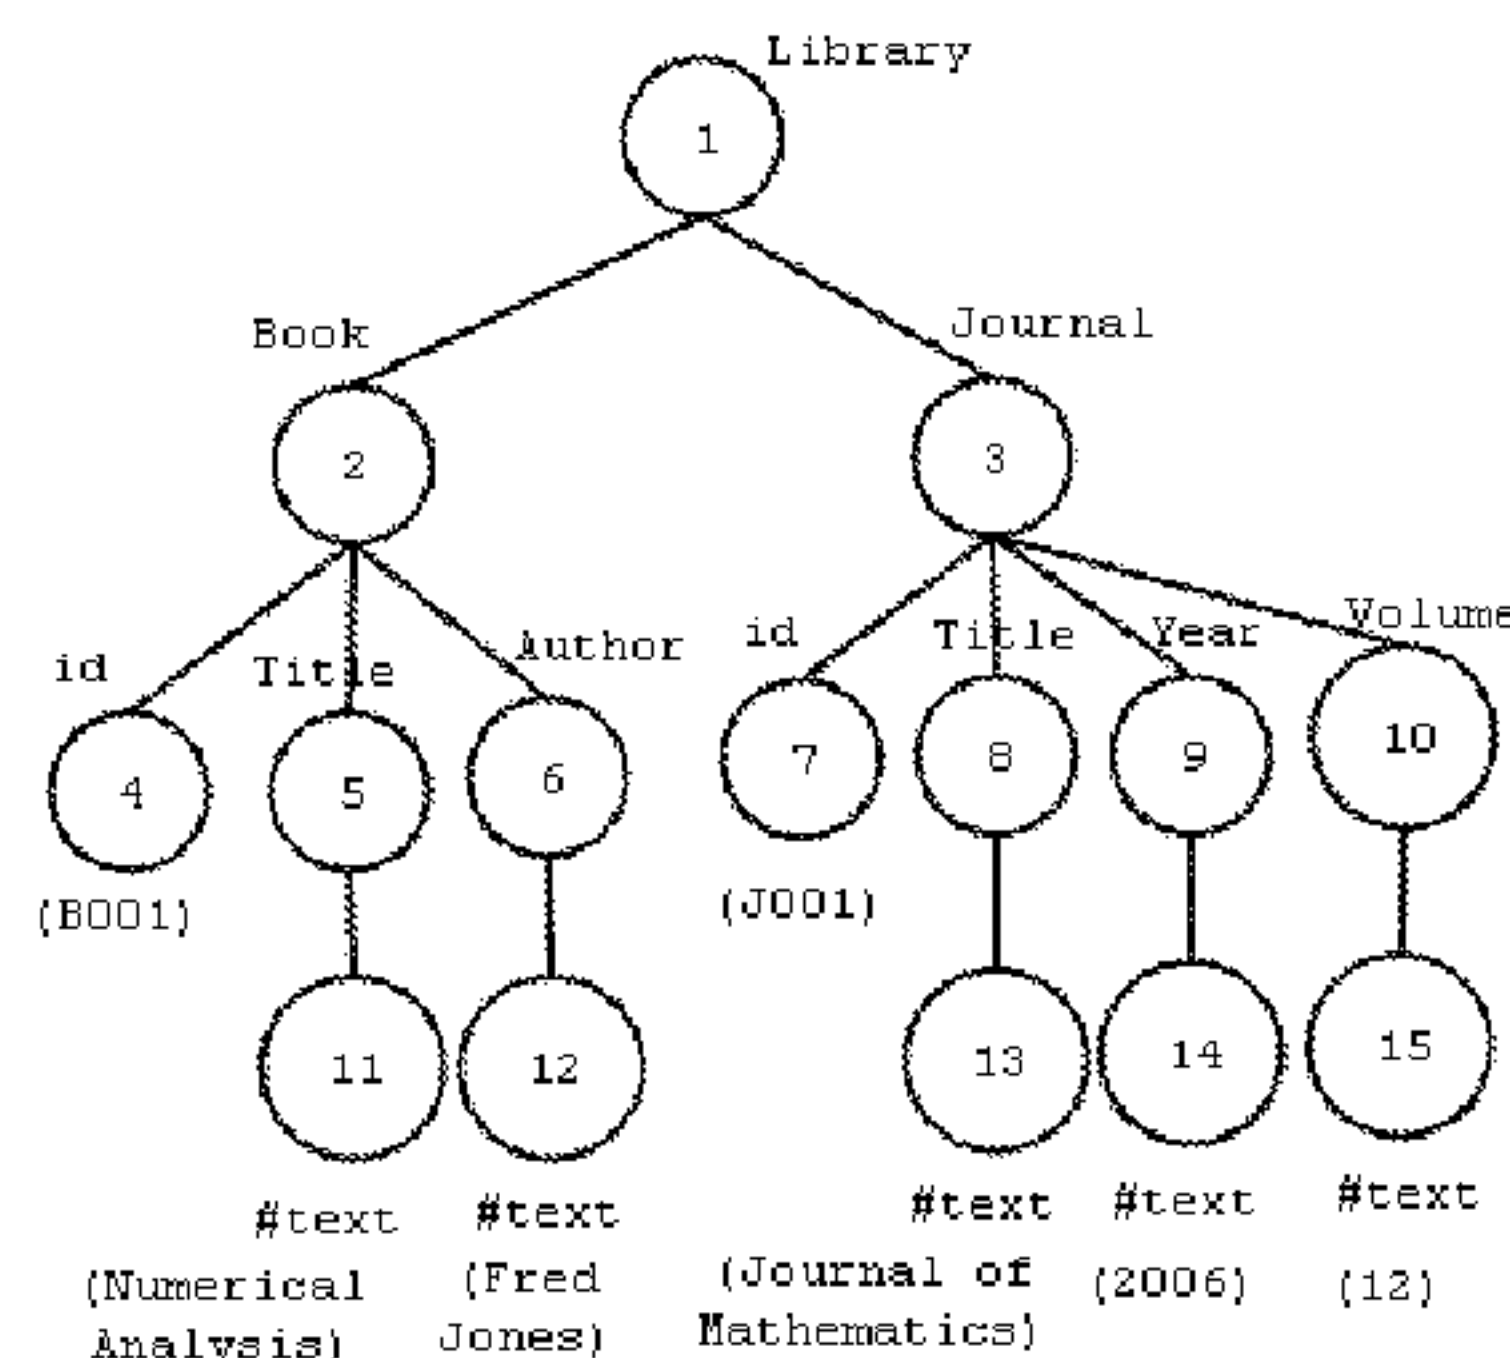 Library
1
Book
Journal
2
3
id
Title
Author
id
Title
Year
Volume
4
5
6
7
8
9
10
(B001)
(J001)
11
12
13
14
15
#text
#text
#text
#text
#text
(Numerical
Analysis)
(Fred
Jones)
(Journal of
Mathematics)
(2006)
(12)